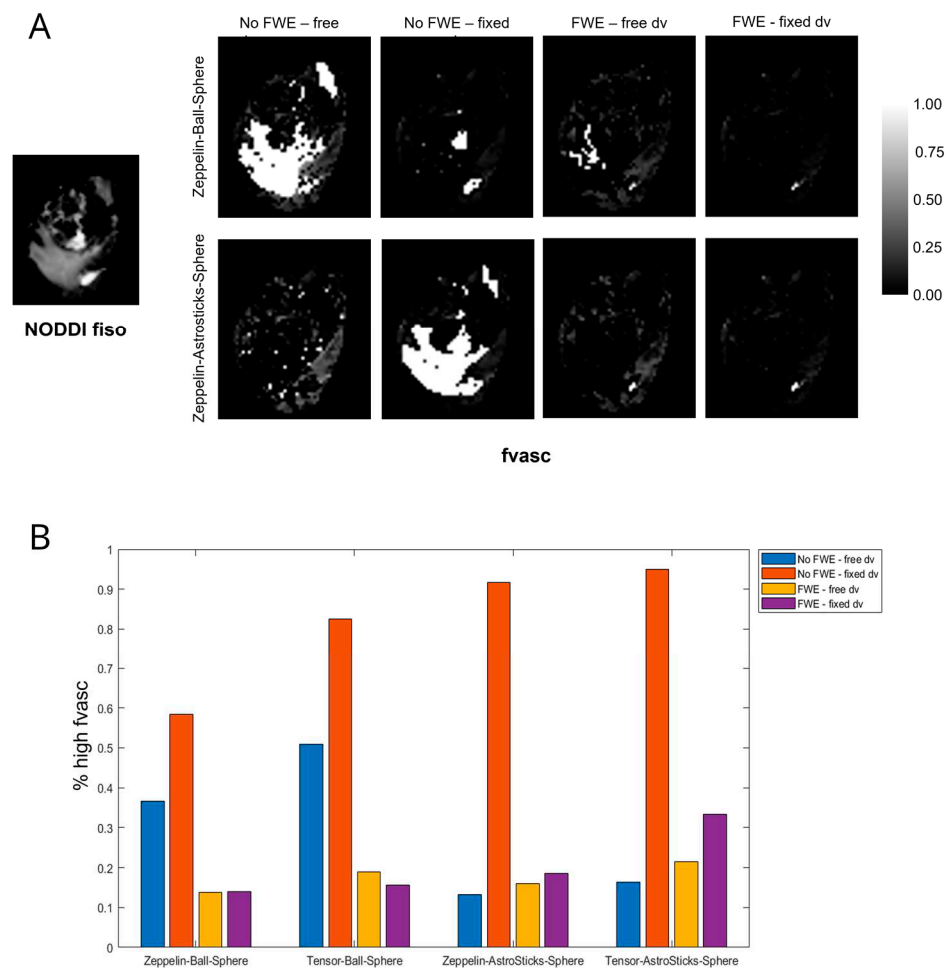 A
No FWE – free
No FWE – fixed
FWE – free dv
FWE - fixed dv
Zeppelin-Ball-Sphere
Zeppelin-Astrosticks-Sphere
NODDI fiso
1.00
0.75
0.50
0.25
0.00
fvasc
B
% high fvasc
1
0.9
0.8
0.7
0.6
0.5
0.4
0.3
0.2
0.1
0
Zeppelin-Ball-Sphere
Tensor-Ball-Sphere
Zeppelin-AstroSticks-Sphere
Tensor-AstroSticks-Sphere
No FWE - free dv
No FWE - fixed dv
FWE - free dv
FWE - fixed dv